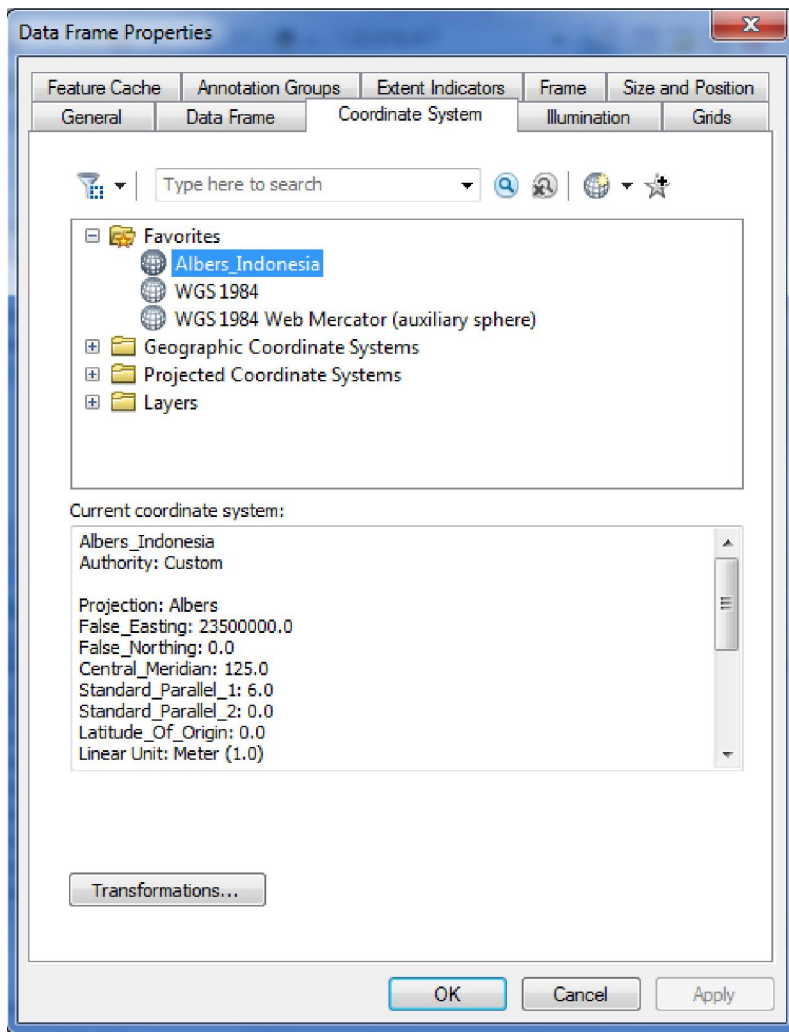 Data Frame Properties
X
Feature Cache Annotation Groups Extent Indicators Frame Size and Position
General Data Frame Coordinate System Illumination Grids
Type here to search
Favorites
Albers_Indonesia
WGS 1984
WGS 1984 Web Mercator (auxiliary sphere)
Geographic Coordinate Systems
Projected Coordinate Systems
Layers
Current coordinate system:
Albers_Indonesia
Authority: Custom
Projection: Albers
False_Easting: 23500000.0
False_Northing: 0.0
Central_Meridian: 125.0
Standard_Parallel_1: 6.0
Standard_Parallel_2: 0.0
Latitude_Of_Origin: 0.0
Linear Unit: Meter (1.0)
Transformations...
OK Cancel Apply